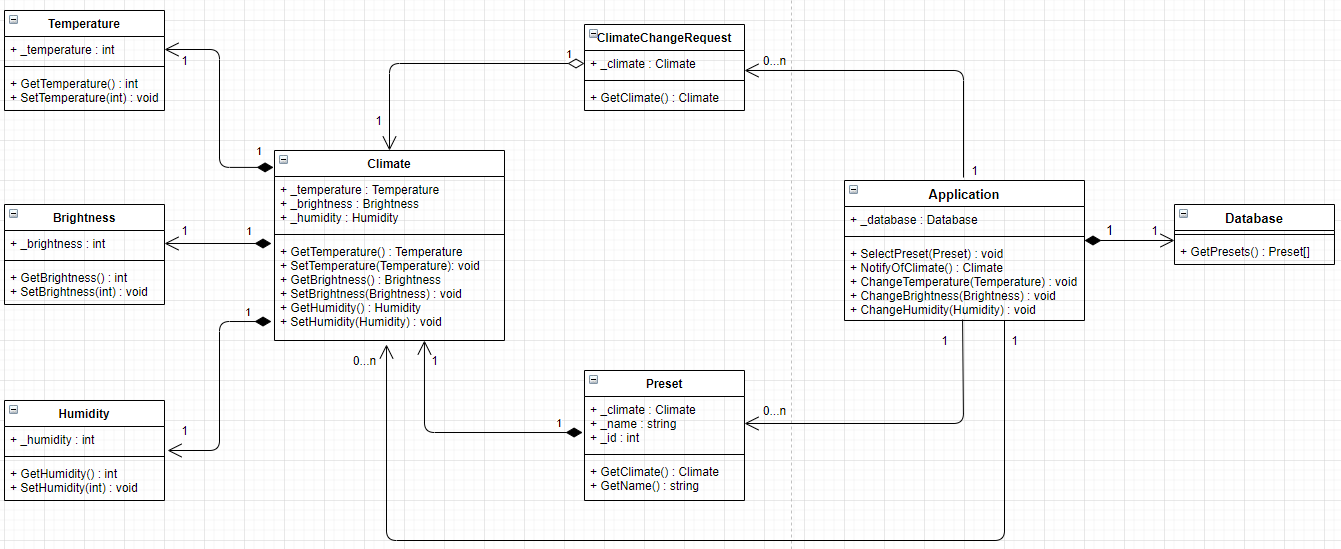 Temperature
+ _temperature : int
+ GetTemperature() : int
+ SetTemperature(int) : void
1
1
Brightness
+ _brightness : int
+ GetBrightness() : int
+ SetBrightness(int) : void
1
1
Humidity
+ _humidity : int
+ GetHumidity() : int
+ SetHumidity(int) : void
1
1
Climate
+ _temperature : Temperature
+ _brightness : Brightness
+ _humidity : Humidity
+ GetTemperature() : Temperature
+ SetTemperature(Temperature): void
+ GetBrightness() : Brightness
+ SetBrightness(Brightness) : void
+ GetHumidity() : Humidity
+ SetHumidity(Humidity) : void
1
0...n
1
ClimateChangeRequest
+ _climate : Climate
+ GetClimate() : Climate
1
0...n
Preset
+ _climate : Climate
+ _name : string
+ _id : int
+ GetClimate() : Climate
+ GetName() : string
1
0...n
Application
+ _database : Database
+ SelectPreset(Preset) : void
+ NotifyOfClimate() : Climate
+ ChangeTemperature(Temperature) : void
+ ChangeBrightness(Brightness) : void
+ ChangeHumidity(Humidity) : void
1
1
1
1
1
Database
+ GetPresets() : Preset[]